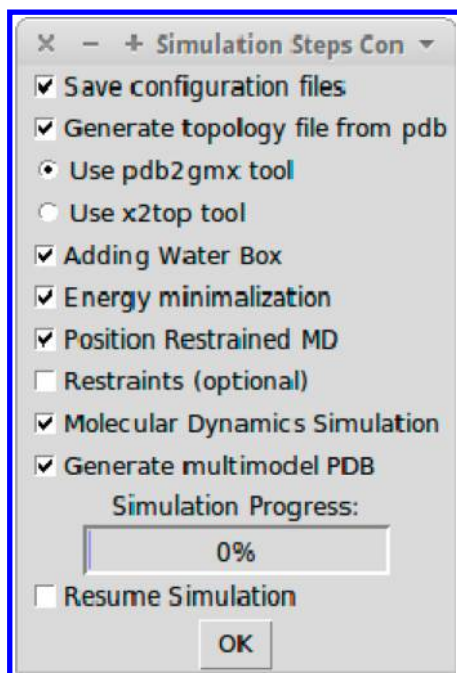 Simulation Steps Con
Save configuration files
Generate topology file from pdb
Use pdb2gmx tool
Use x2top tool
Adding Water Box
Energy minimalization
Position Restrained MD
Restraints (optional)
Molecular Dynamics Simulation
Generate multimodel PDB
Simulation Progress:
0%
Resume Simulation
OK